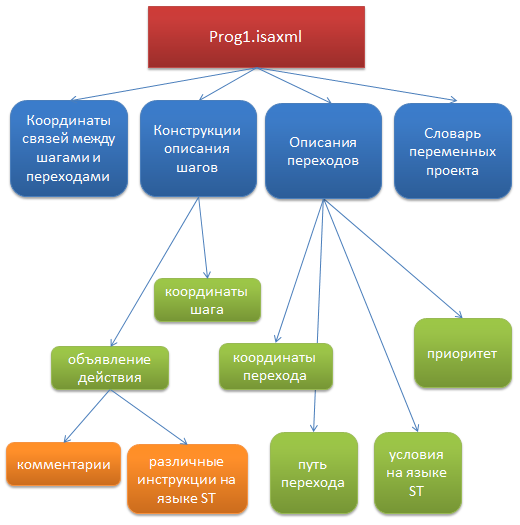 Prog1.isaxml
Координаты
связей между
шагами и
переходами
Конструкции
описания
шагов
Описания
переходов
Словарь
переменных
проекта
координаты
шага
объявление
действия
координаты
перехода
приоритет
комментарии
различные
инструкции на
языке ST
путь
перехода
условия
на языке
ST